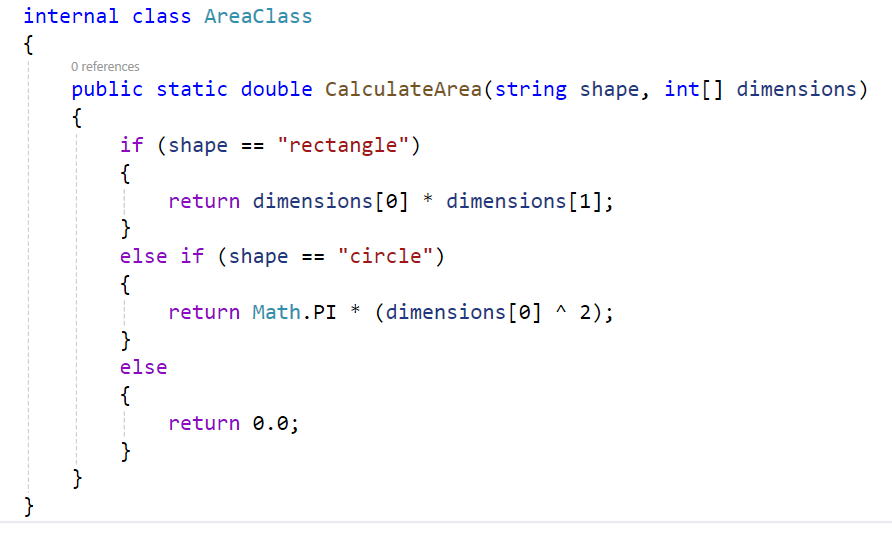 internal class AreaClass
{
0 references
public static double CalculateArea(string shape, int[] dimensions)
{
if (shape == "rectangle")
{
return dimensions[0] * dimensions[1];
}
else if (shape == "circle")
{
return Math.PI * (dimensions[0] ^ 2);
}
else
{
return 0.0;
}
}
}